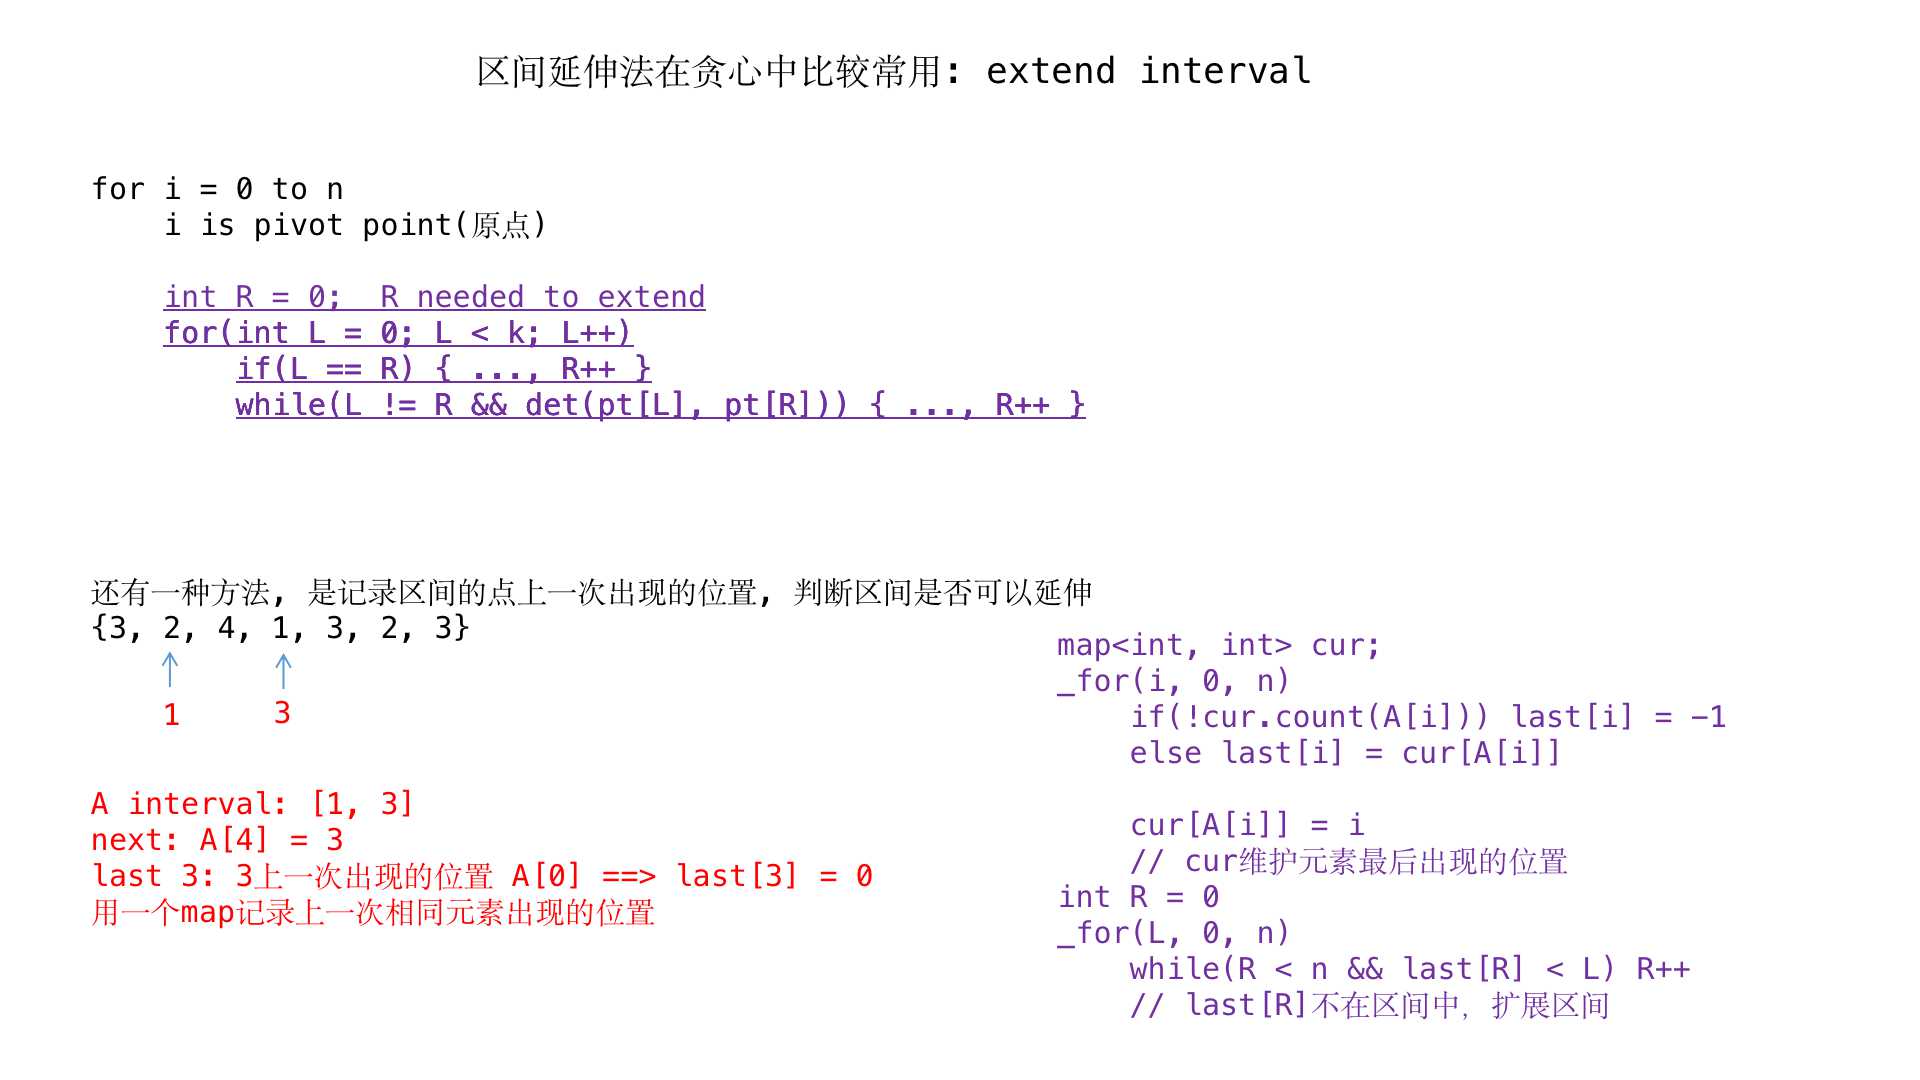 区间延伸法在贪心中比较常用: extend interval
for i = 0 to n
i is pivot point(原点)
int R = 0;  R needed to extend
for(int L = 0; L < k; L++)
if(L == R) { ..., R++ }
while(L != R && det(pt[L], pt[R])) { ..., R++ }
还有一种方法, 是记录区间的点上一次出现的位置, 判断区间是否可以延伸
{3, 2, 4, 1, 3, 2, 3}
1 3
A interval: [1, 3]
next: A[4] = 3
last 3: 3上一次出现的位置 A[0] ==> last[3] = 0
用一个map记录上一次相同元素出现的位置
map<int, int> cur;
_for(i, 0, n)
if(!cur.count(A[i])) last[i] = -1
else last[i] = cur[A[i]]
cur[A[i]] = i
// cur维护元素最后出现的位置
int R = 0
_for(L, 0, n)
while(R < n && last[R] < L) R++
// last[R]不在区间中, 扩展区间